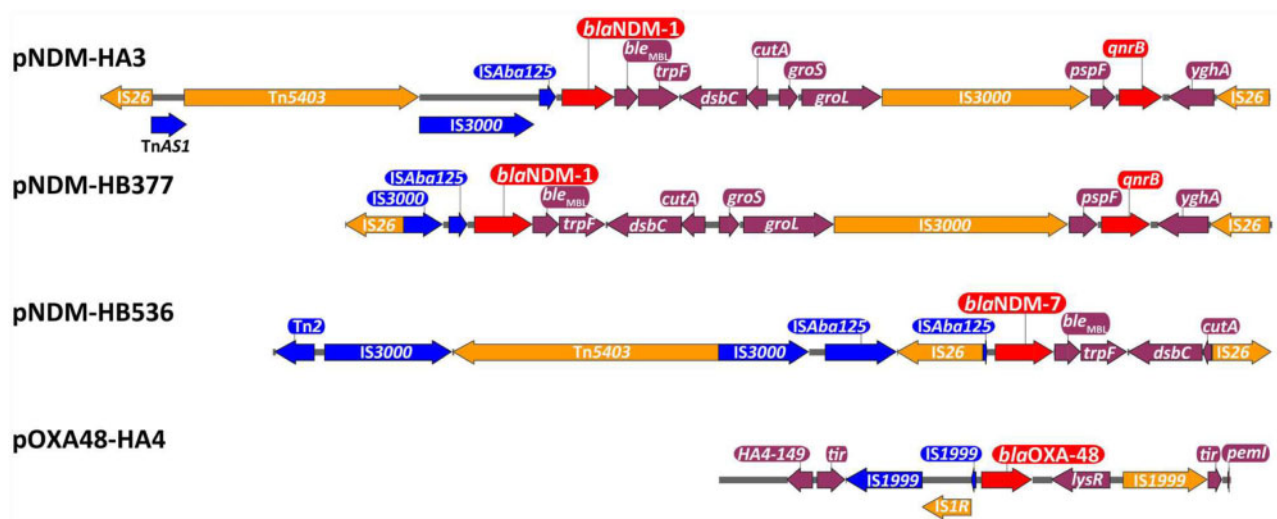 pNDM-HA3
blaNDM-1
bleMBL
cutA
qnrB
ISAba125
trpF
groS
pspF
yghA
IS26
Tn5403
dsbC
groL
IS3000
IS26
TnAS1
IS3000
pNDM-HB377
blaNDM-1
qnrB
ISAba125
bleMBL
groS
pspF
IS3000
cutA
yghA
IS26
trpF
dsbC
groL
IS3000
IS26
pNDM-HB536
blaNDM-7
bleMBL
Tn2
ISAba125
ISAba125
cutA
IS3000
Tn5403
IS3000
IS26
trpF
dsbC
IS26
pOXA48-HA4
HA4-149
tir
IS1999
blaOXA-48
tir
pemI
IS1999
lysR
IS1999
IS1R